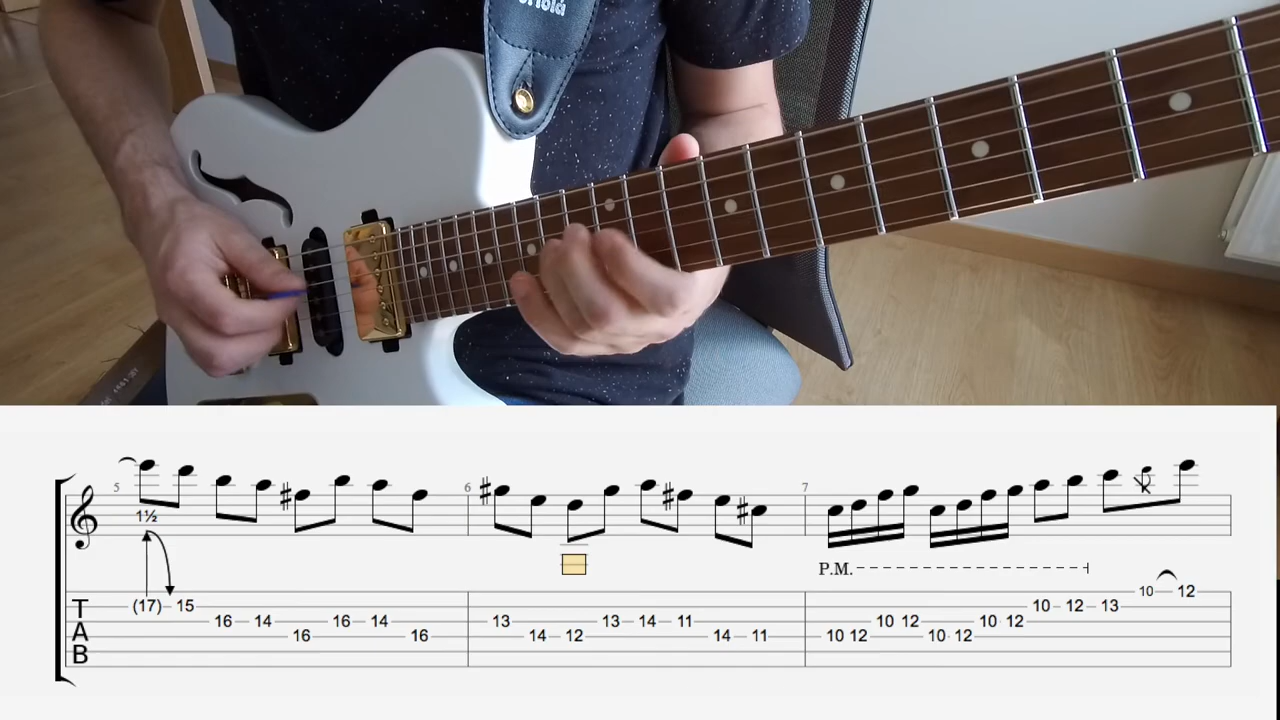 5
6
7
1½
P.M.
T
A
B
(17) 15
16 14 16 16 14 16
13 14 12 13 14 11 14 11
10 12 10 12 10 12 10 12 10 12 13 10 12